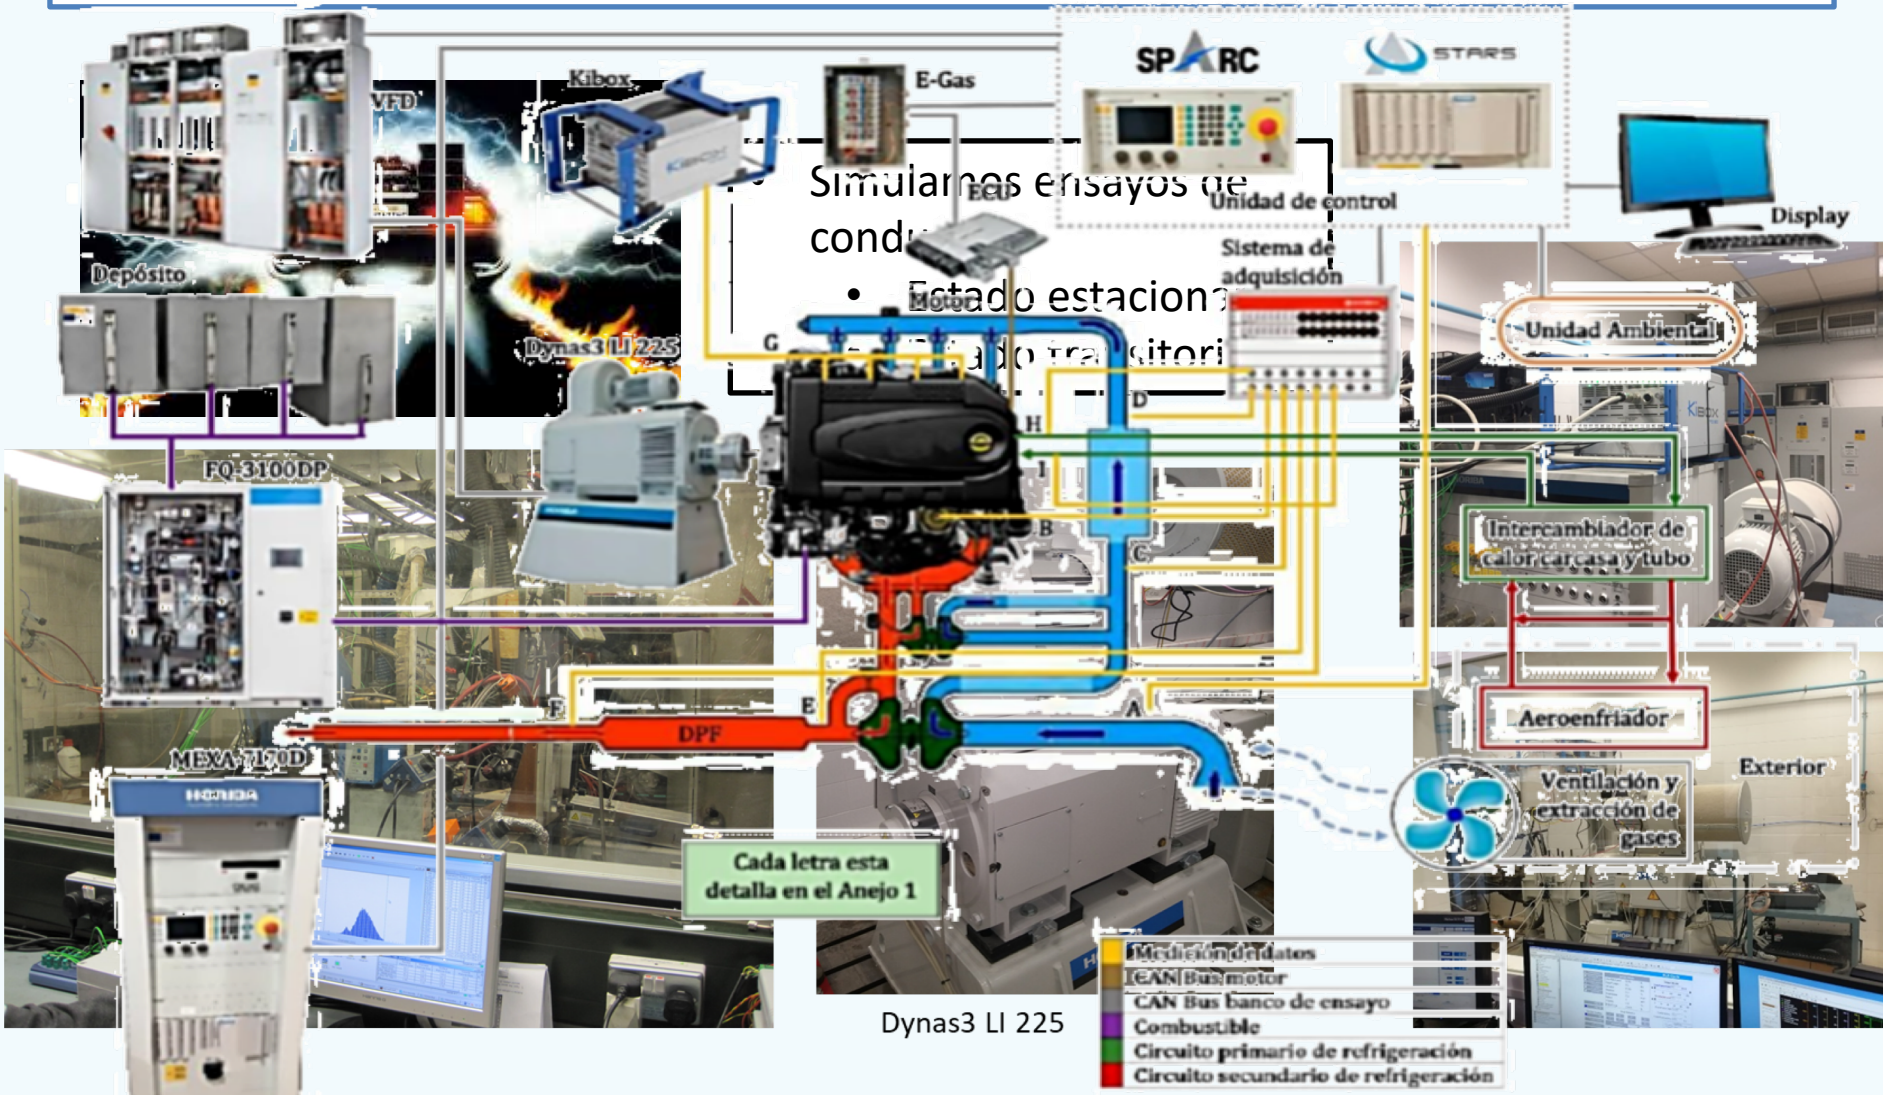 SPARC
STARS
Kibox
E-Gas
VFD
KiBox
Simulamos ensayos de
ECU
Unidad de control
Display
Sistema de
adquisición
Depósito
Motor
Unidad Ambiental
Dynas3 LI 225
G
D
H
KiBox
FQ-3100DP
I
B
Intercambiador de
calor carcasa y tubo
C
HORIBA
F
E
A
DPF
Aeroenfriador
MEXA-7170D
HORIBA
Exterior
Ventilación y
extracción de
gases
Cada letra esta
detalla en el Anejo 1
Medición de datos
CAN Bus motor
CAN Bus banco de ensayo
Combustible
Circuito primario de refrigeración
Circuito secundario de refrigeración
Dynas3 LI 225